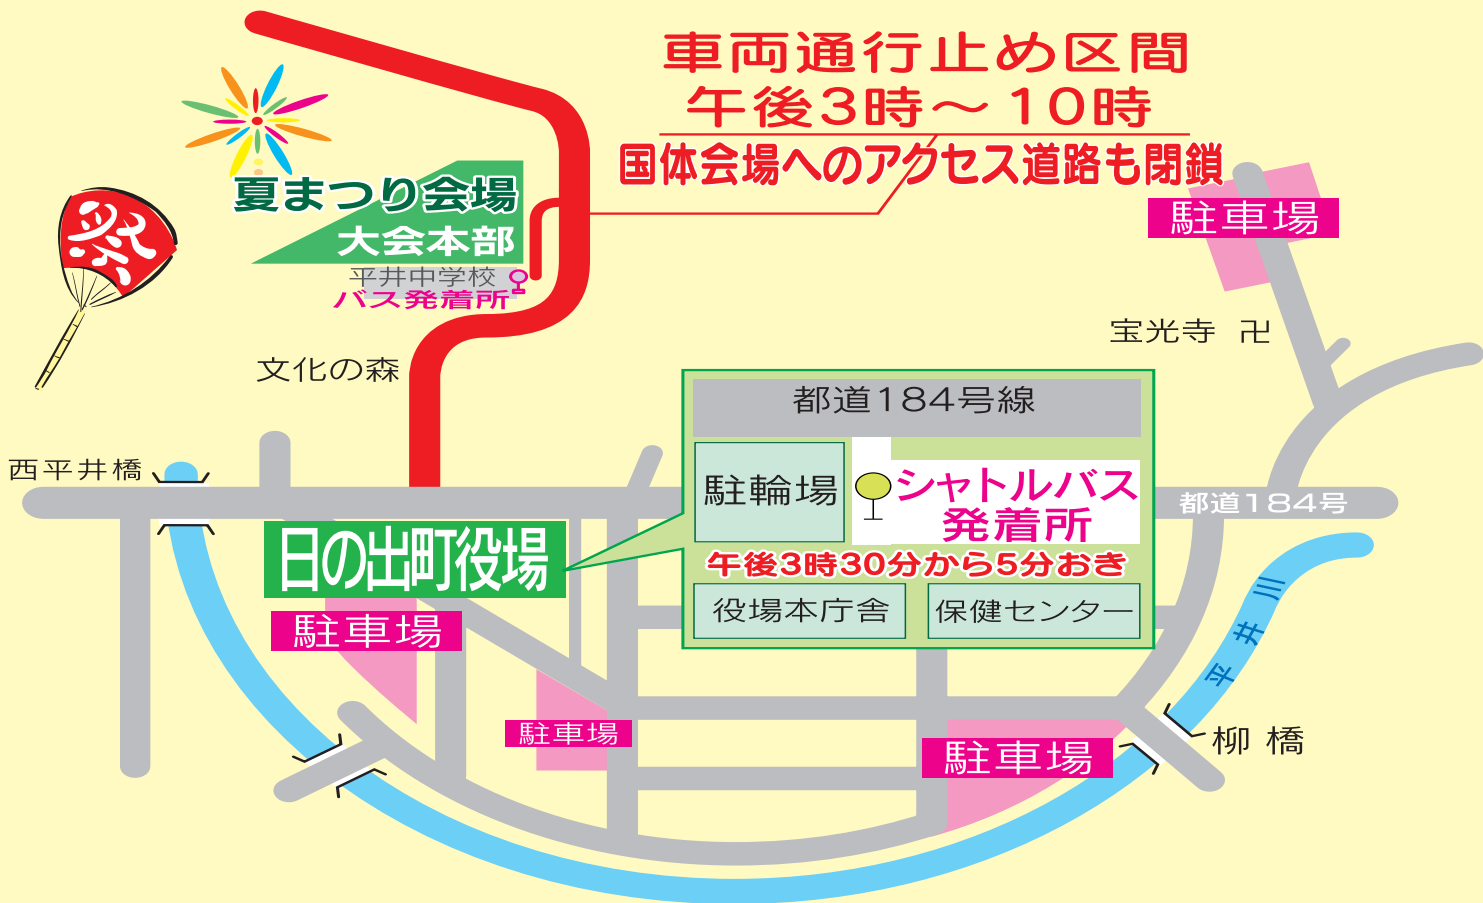 車両通行止め区間
午後3時～10時
国体会場へのアクセス道路も閉鎖
夏まつり会場
大会本部
平井中学校
バス発着所
祭
駐車場
宝光寺 卍
文化の森
西平井橋
都道184号線
駐輪場
シャトルバス
発着所
午後3時30分から5分おき
役場本庁舎
保健センター
都道184号
日の出町役場
駐車場
駐車場
駐車場
平井川
柳橋